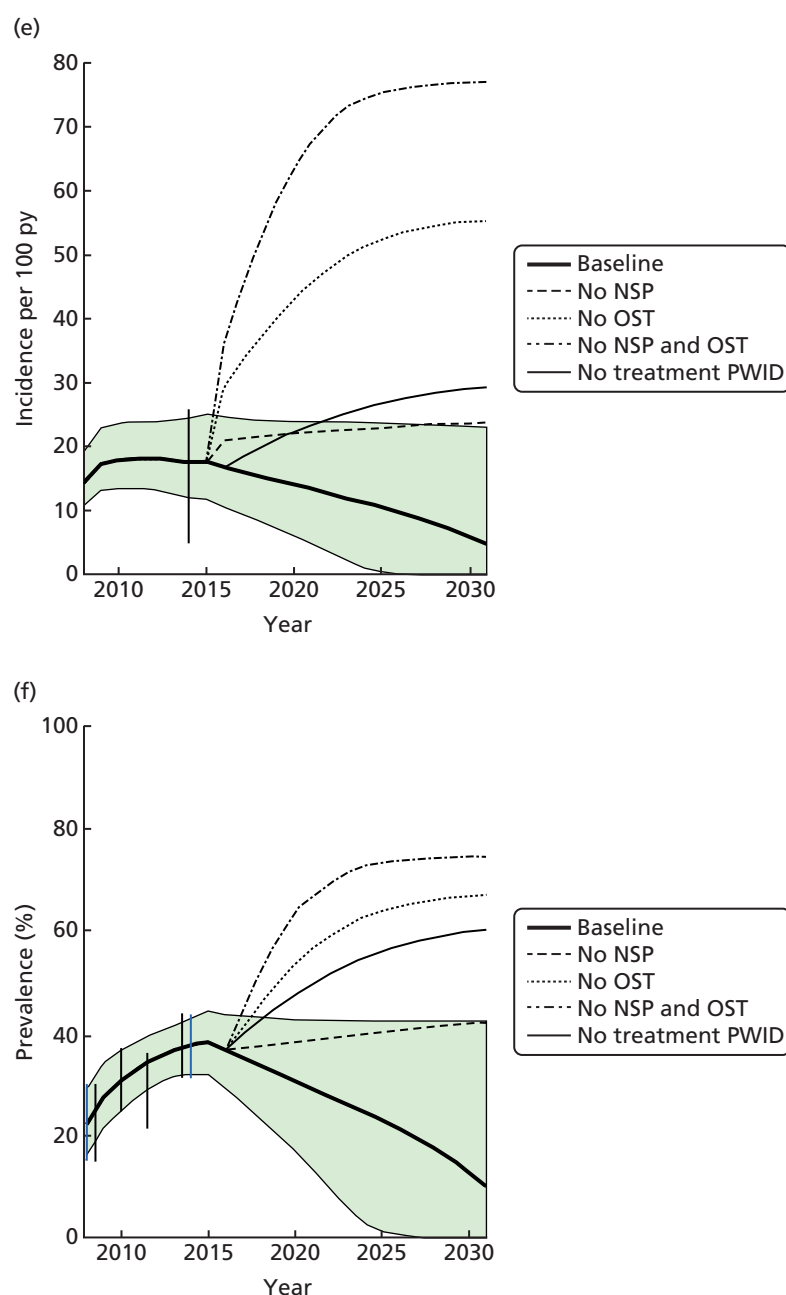 (e)
80
70
60
50
40
30
20
10
0
Incidence per 100 py
2010 2015 2020 2025 2030
Year
Baseline
No NSP
No OST
No NSP and OST
No treatment PWID
(f)
100
80
60
40
20
0
Prevalence (%)
2010 2015 2020 2025 2030
Year
Baseline
No NSP
No OST
No NSP and OST
No treatment PWID